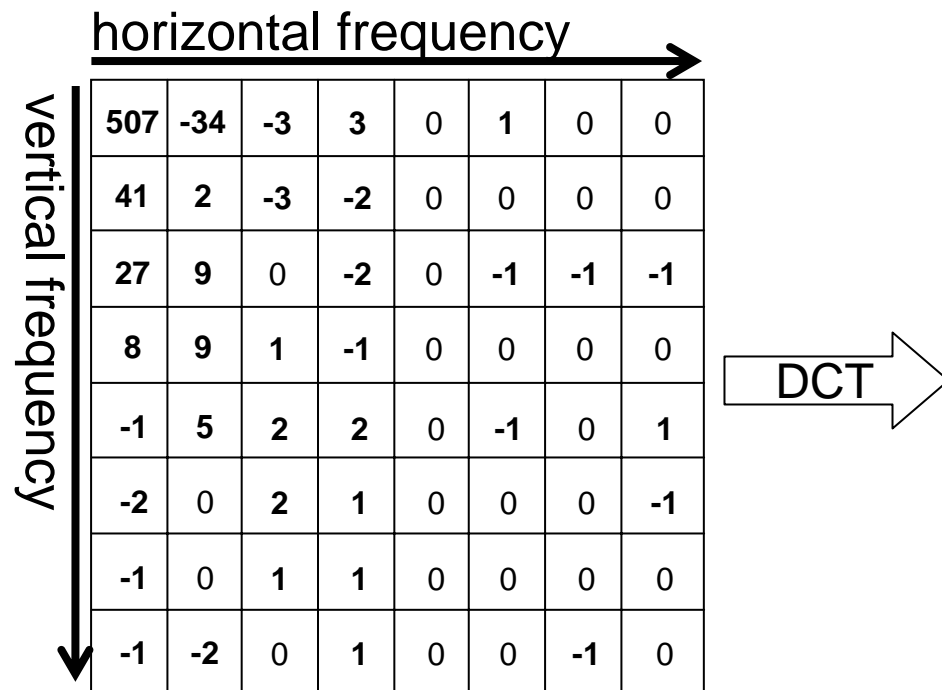 horizontal frequency
vertical frequency
507 -34 -3 3 0 1 0 0
41 2 -3 -2 0 0 0 0
27 9 0 -2 0 -1 -1 -1
8 9 1 -1 0 0 0 0
-1 5 2 2 0 -1 0 1
-2 0 2 1 0 0 0 -1
-1 0 1 1 0 0 0 0
-1 -2 0 1 0 0 -1 0
DCT